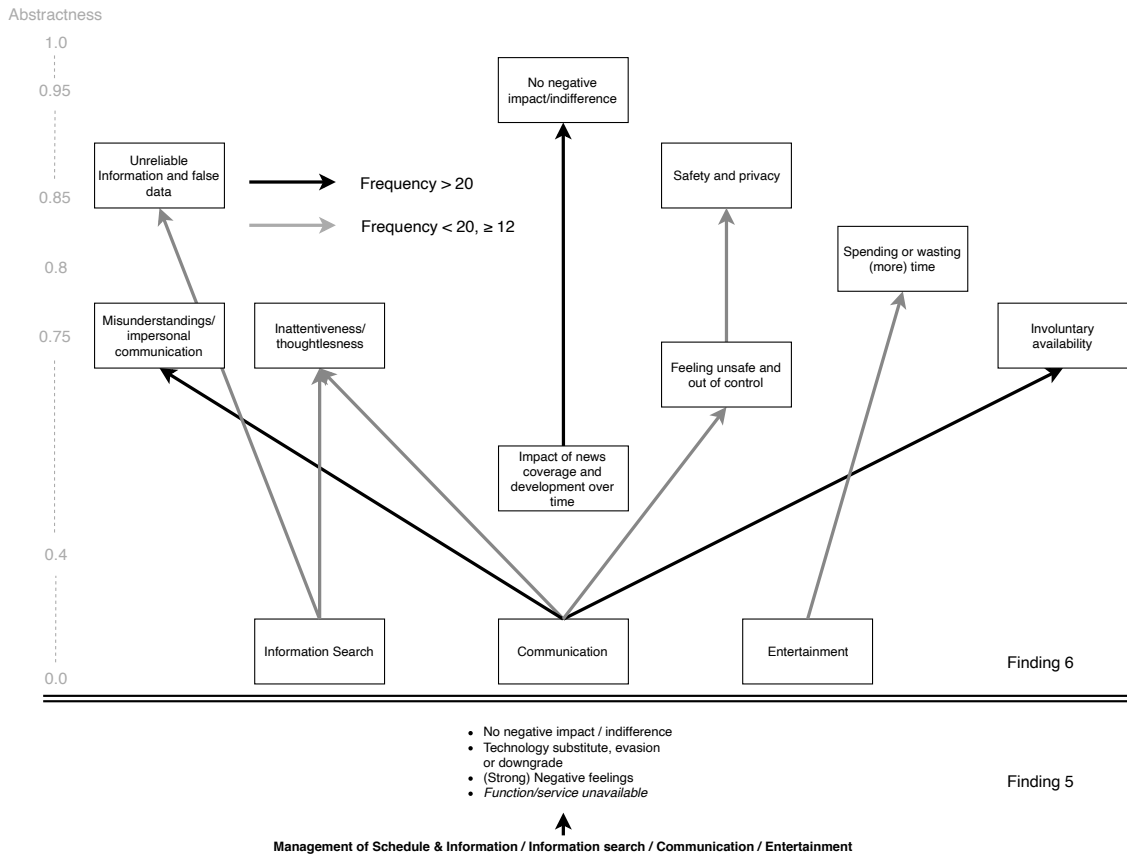 Abstractness
1.0
0.95
0.85
0.8
0.75
0.4
0.0
No negative
impact/indifference
Unreliable
Information and false
data
Frequency > 20
Frequency < 20, ≥ 12
Safety and privacy
Spending or wasting
(more) time
Misunderstandings/
impersonal
communication
Inattentiveness/
thoughtlesness
Feeling unsafe and
out of control
Involuntary
availability
Impact of news
coverage and
development over
time
Information Search
Communication
Entertainment
Finding 6
• No negative impact / indifference
• Technology substitute, evasion
or downgrade
• (Strong) Negative feelings
• Function/service unavailable
Finding 5
Management of Schedule & Information / Information search / Communication / Entertainment